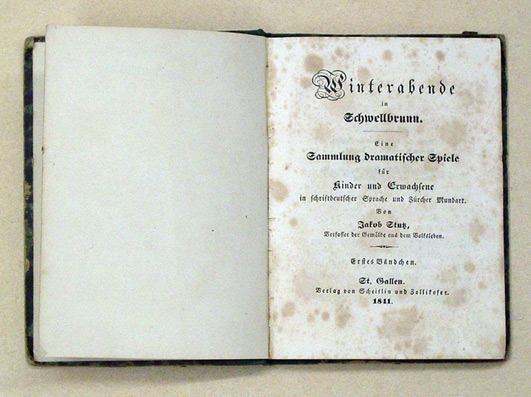 Winterabende
in
Schwellbrunn.
Eine
Sammlung dramatischer Spiele
für
Kinder und Erwachsene
in schriftdeutscher Sprache und Zürcher Mundart.
Von
Jakob Stutz,
Verfasser der Gemälde aus dem Volksleben.
Erstes Bändchen.
St. Gallen.
Verlag von Scheitlin und Zollikofer.
1841.